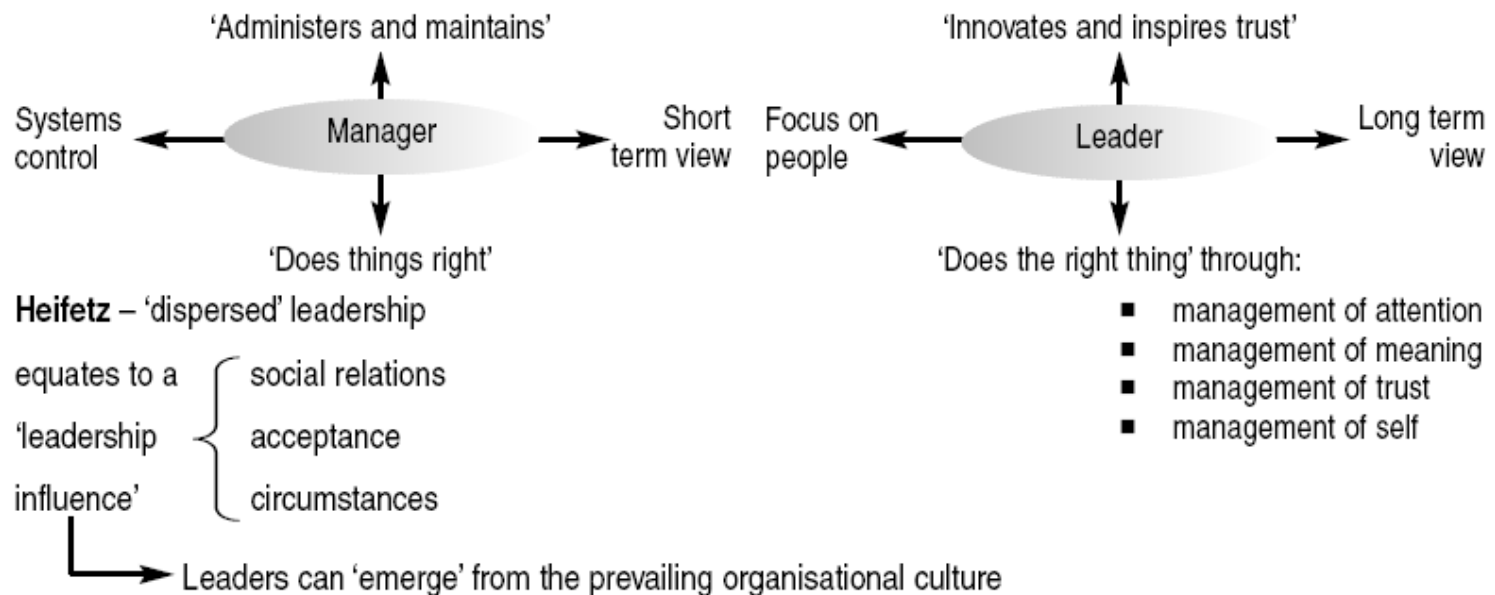 ‘Administers and maintains’
Systems
control
Manager
Short
term view
‘Does things right’
‘Innovates and inspires trust’
Focus on
people
Leader
Long term
view
‘Does the right thing’ through:
▪ management of attention
▪ management of meaning
▪ management of trust
▪ management of self
Heifetz – ‘dispersed’ leadership
equates to a
‘leadership
influence’
social relations
acceptance
circumstances
Leaders can ‘emerge’ from the prevailing organisational culture